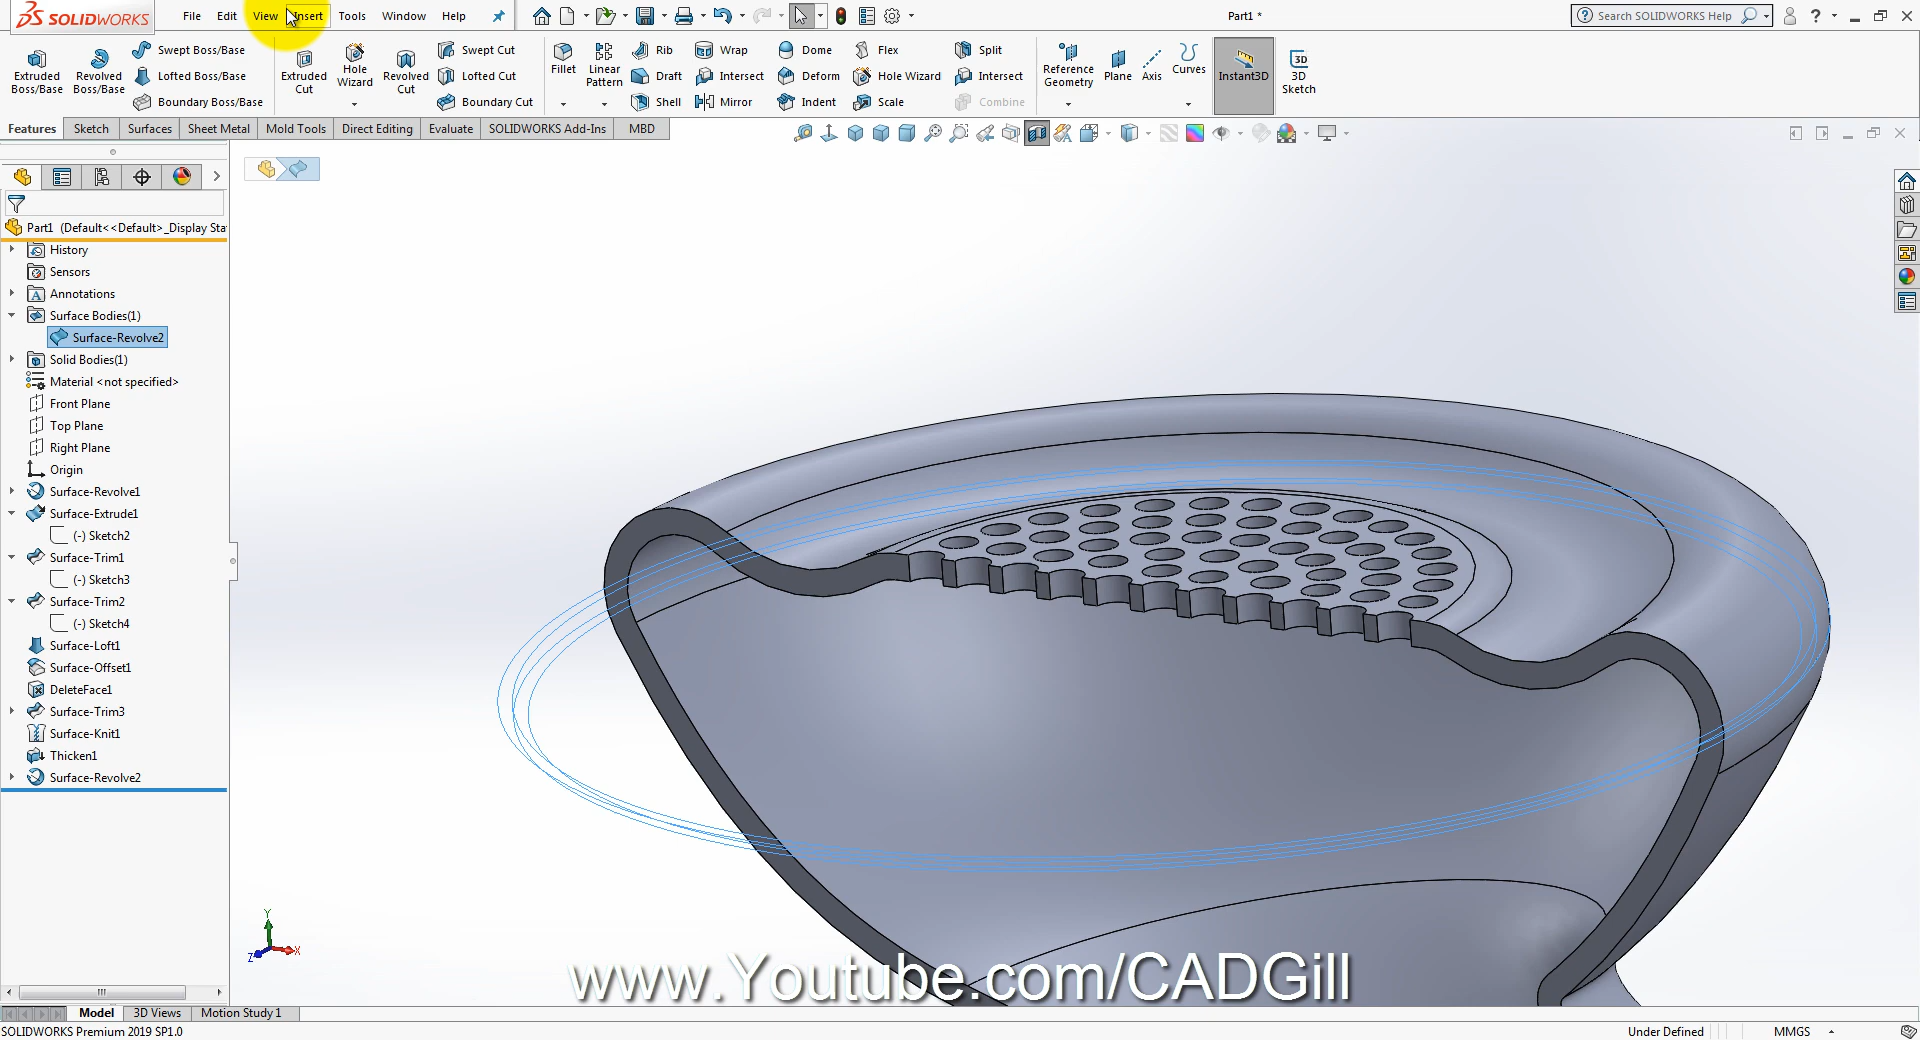 SOLIDWORKS File Edit View Insert Tools Window Help Part1 * Search SOLIDWORKS Help
Extruded Boss/Base
Revolved Boss/Base
Swept Boss/Base
Lofted Boss/Base
Boundary Boss/Base
Extruded Cut
Hole Wizard
Revolved Cut
Swept Cut
Lofted Cut
Boundary Cut
Fillet
Linear Pattern
Rib
Draft
Shell
Wrap
Intersect
Mirror
Dome
Deform
Indent
Flex
Hole Wizard
Scale
Split
Intersect
Combine
Reference Geometry
Plane
Axis
Curves
Instant3D
3D Sketch
Features Sketch Surfaces Sheet Metal Mold Tools Direct Editing Evaluate SOLIDWORKS Add-Ins MBD
Part1 (Default<<Default>_Display Sta
History
Sensors
Annotations
Surface Bodies(1)
Surface-Revolve2
Solid Bodies(1)
Material <not specified>
Front Plane
Top Plane
Right Plane
Origin
Surface-Revolve1
Surface-Extrude1
(-) Sketch2
Surface-Trim1
(-) Sketch3
Surface-Trim2
(-) Sketch4
Surface-Loft1
Surface-Offset1
DeleteFace1
Surface-Trim3
Surface-Knit1
Thicken1
Surface-Revolve2
Y
X
Z
www.Youtube.com/CADGill
Model 3D Views Motion Study 1
SOLIDWORKS Premium 2019 SP1.0 Under Defined MMGS